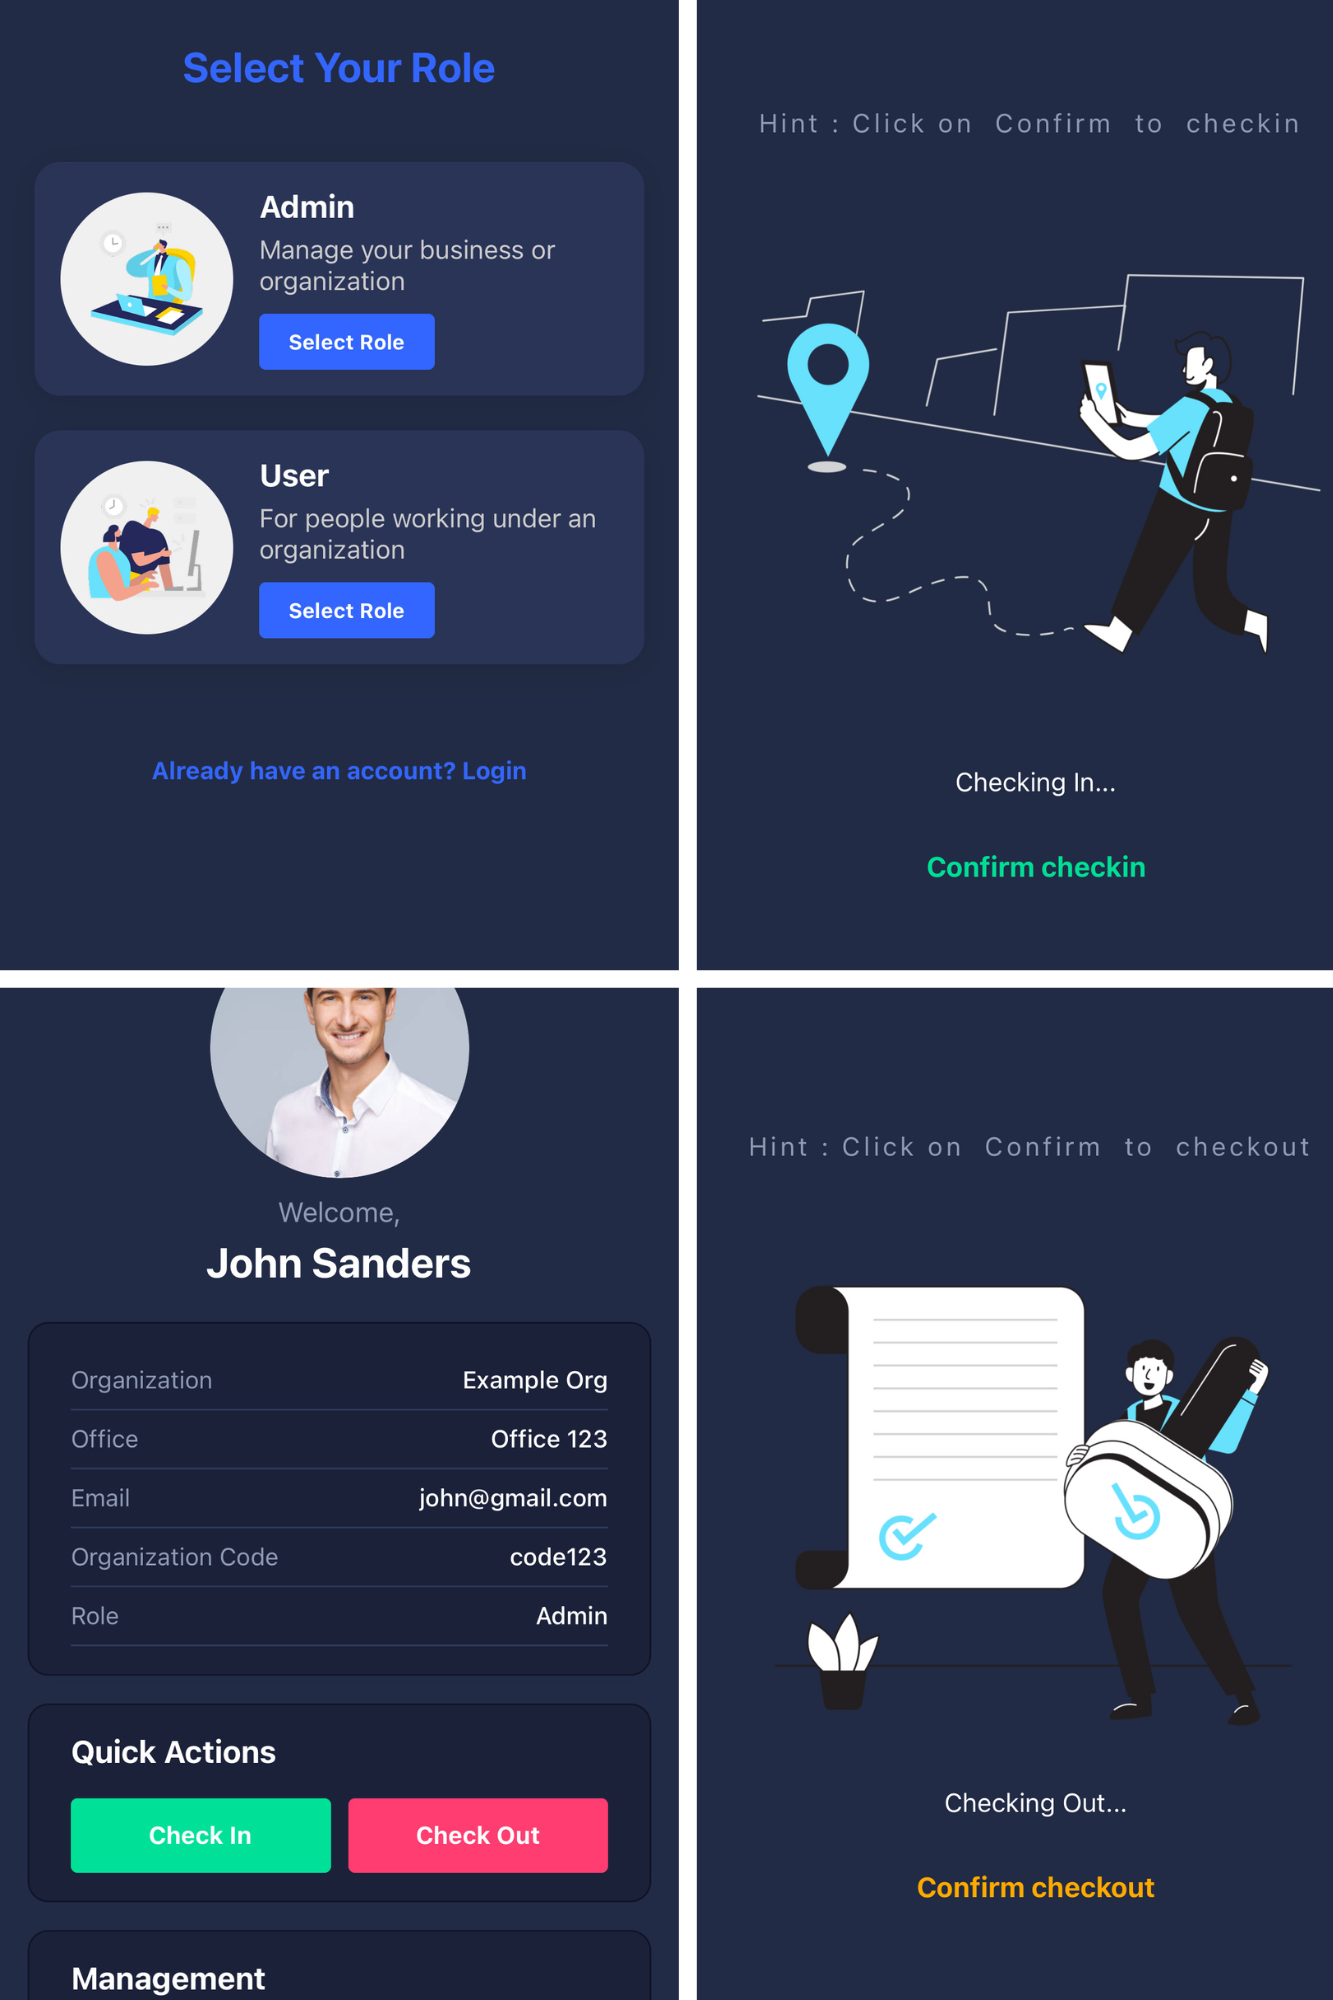 Select Your Role
Admin
Manage your business or
organization
Select Role
User
For people working under an
organization
Select Role
Already have an account? Login
Hint : Click on Confirm to checkin
Checking In...
Confirm checkin
Welcome,
John Sanders
Organization Example Org
Office Office 123
Email john@gmail.com
Organization Code code123
Role Admin
Quick Actions
Check In Check Out
Management
Hint : Click on Confirm to checkout
Checking Out...
Confirm checkout